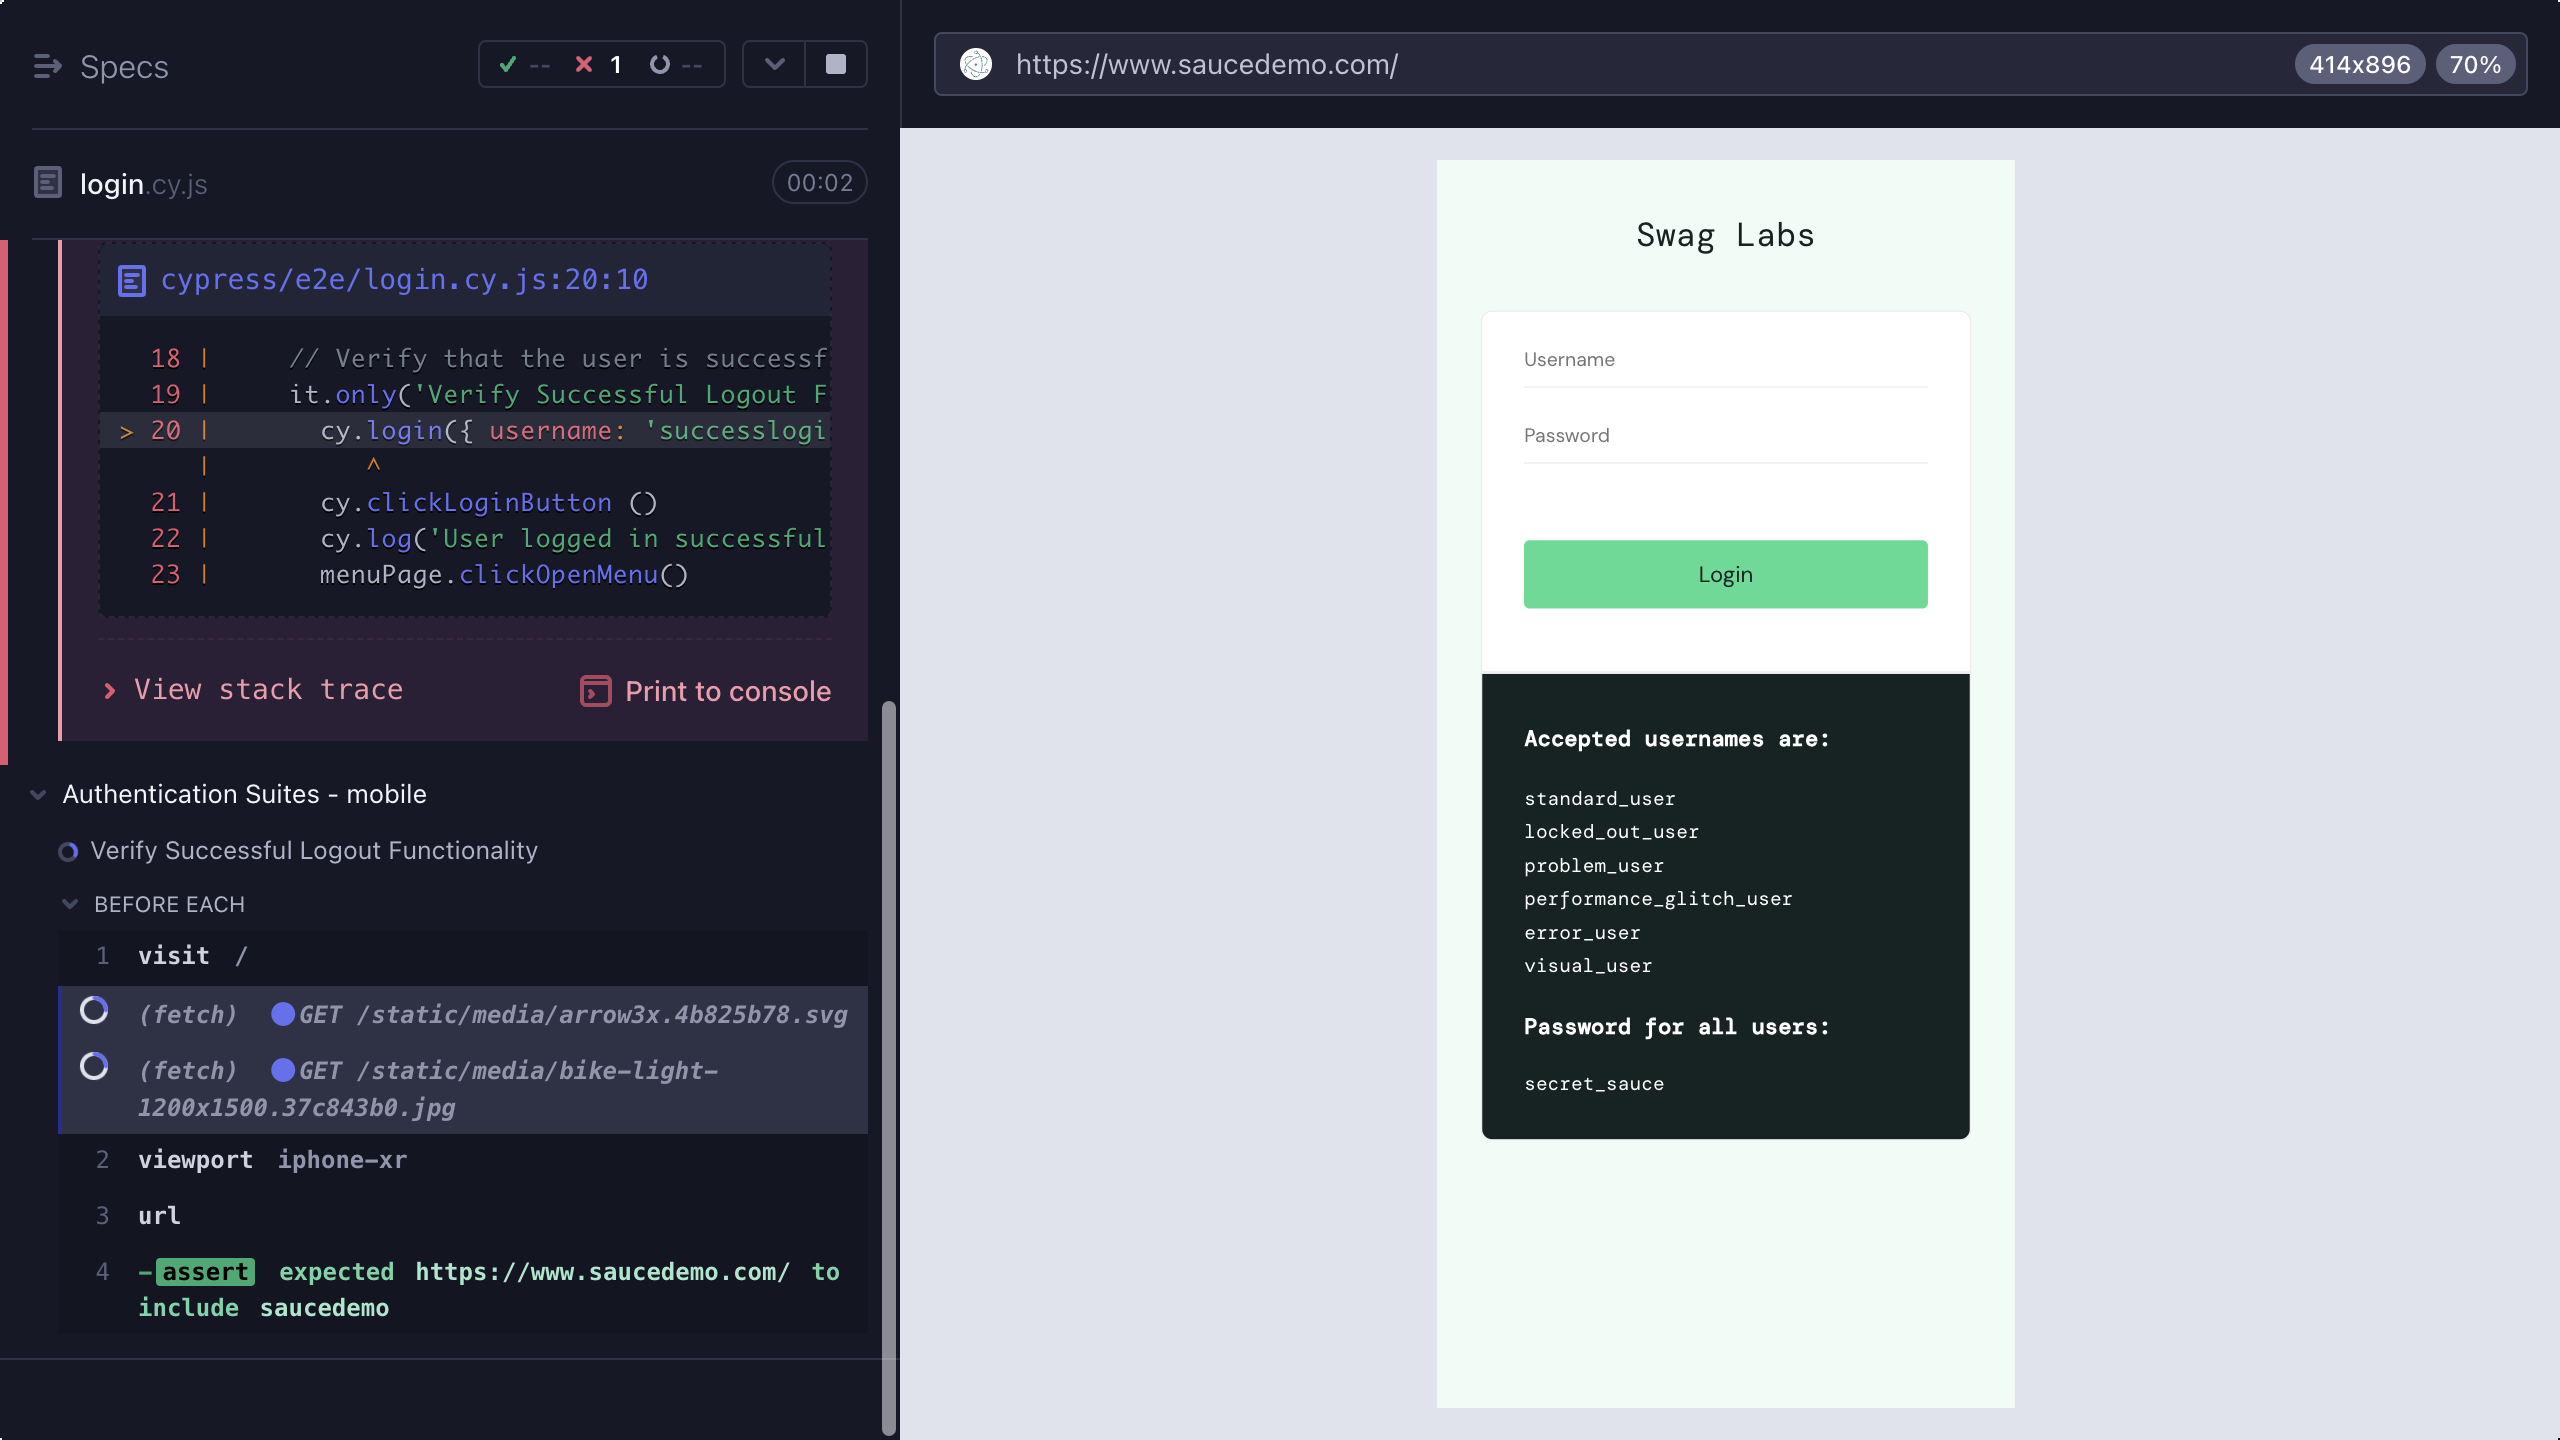 Specs
-- 1 --
login.cy.js
00:02
cypress/e2e/login.cy.js:20:10
18 | // Verify that the user is successf
19 | it.only('Verify Successful Logout F
> 20 | cy.login({ username: 'successlogi
| ^
21 | cy.clickLoginButton ()
22 | cy.log('User logged in successful
23 | menuPage.clickOpenMenu()
View stack trace
Print to console
Authentication Suites - mobile
Verify Successful Logout Functionality
BEFORE EACH
1 visit /
(fetch) GET /static/media/arrow3x.4b825b78.svg
(fetch) GET /static/media/bike-light-
1200x1500.37c843b0.jpg
2 viewport iphone-xr
3 url
4 -assert expected https://www.saucedemo.com/ to
include saucedemo
https://www.saucedemo.com/
414x896
70%
Swag Labs
Username
Password
Login
Accepted usernames are:
standard_user
locked_out_user
problem_user
performance_glitch_user
error_user
visual_user
Password for all users:
secret_sauce